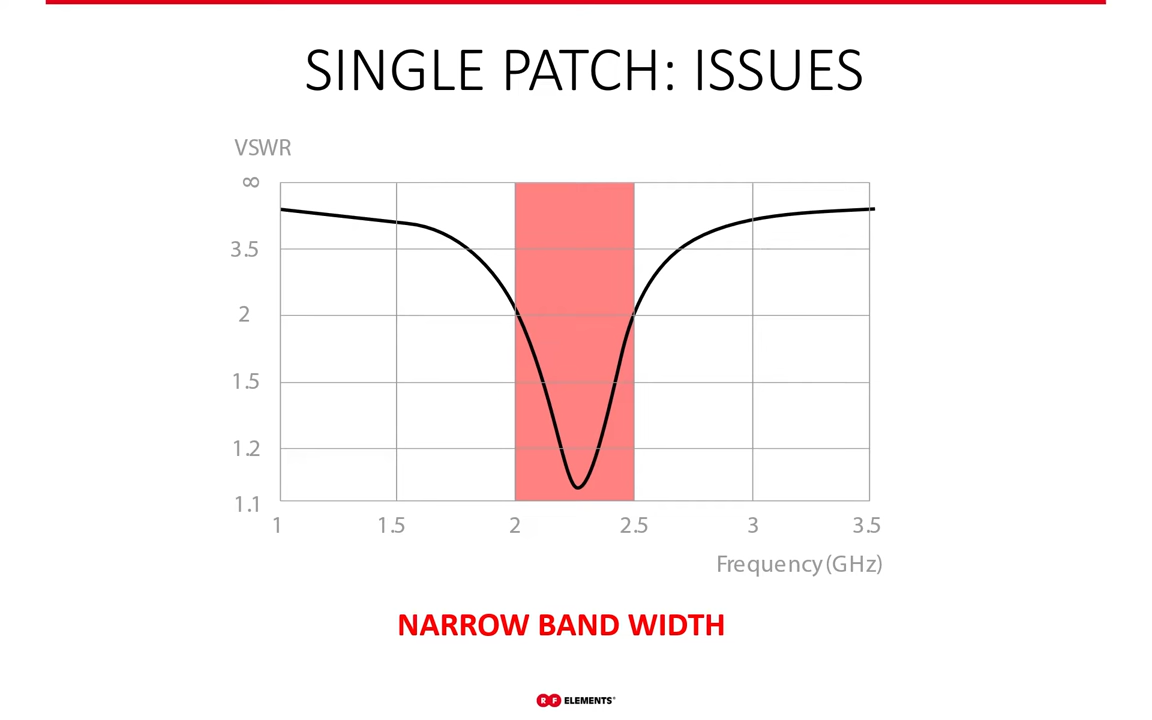 SINGLE PATCH: ISSUES
VSWR
∞
3.5
2
1.5
1.2
1.1
1 1.5 2 2.5 3 3.5
Frequency (GHz)
NARROW BAND WIDTH
RF ELEMENTS®